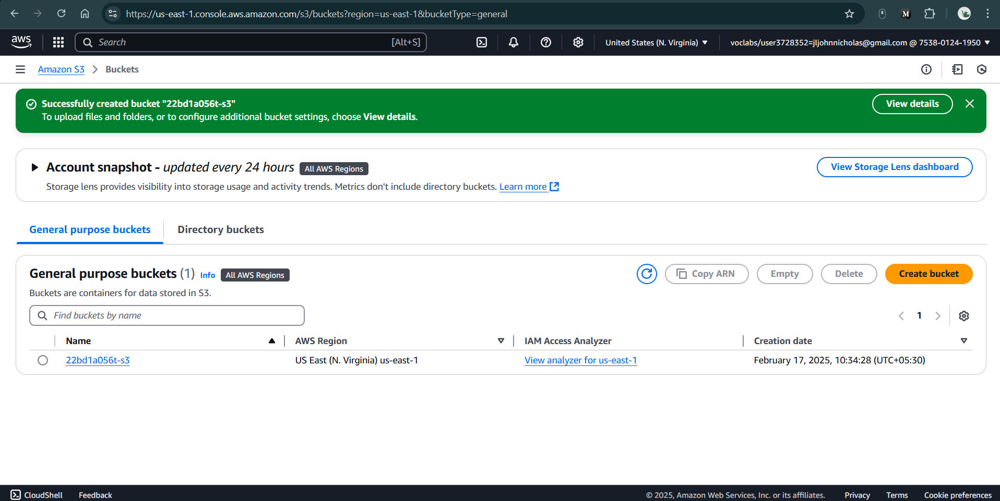 https://us-east-1.console.aws.amazon.com/s3/buckets?region=us-east-1&bucketType=general
M
aws
Search [Alt+S]
United States (N. Virginia) ▼
voclabs/user3728352=jljohnnicholas@gmail.com @ 7538-0124-1950 ▼
Amazon S3 > Buckets
Successfully created bucket "22bd1a056t-s3"
To upload files and folders, or to configure additional bucket settings, choose View details.
View details
Account snapshot - updated every 24 hours All AWS Regions
Storage lens provides visibility into storage usage and activity trends. Metrics don't include directory buckets. Learn more
View Storage Lens dashboard
General purpose buckets
Directory buckets
General purpose buckets (1) Info All AWS Regions
Buckets are containers for data stored in S3.
Copy ARN
Empty
Delete
Create bucket
Find buckets by name
1
Name AWS Region IAM Access Analyzer Creation date
22bd1a056t-s3 US East (N. Virginia) us-east-1 View analyzer for us-east-1 February 17, 2025, 10:34:28 (UTC+05:30)
CloudShell Feedback © 2025, Amazon Web Services, Inc. or its affiliates. Privacy Terms Cookie preferences